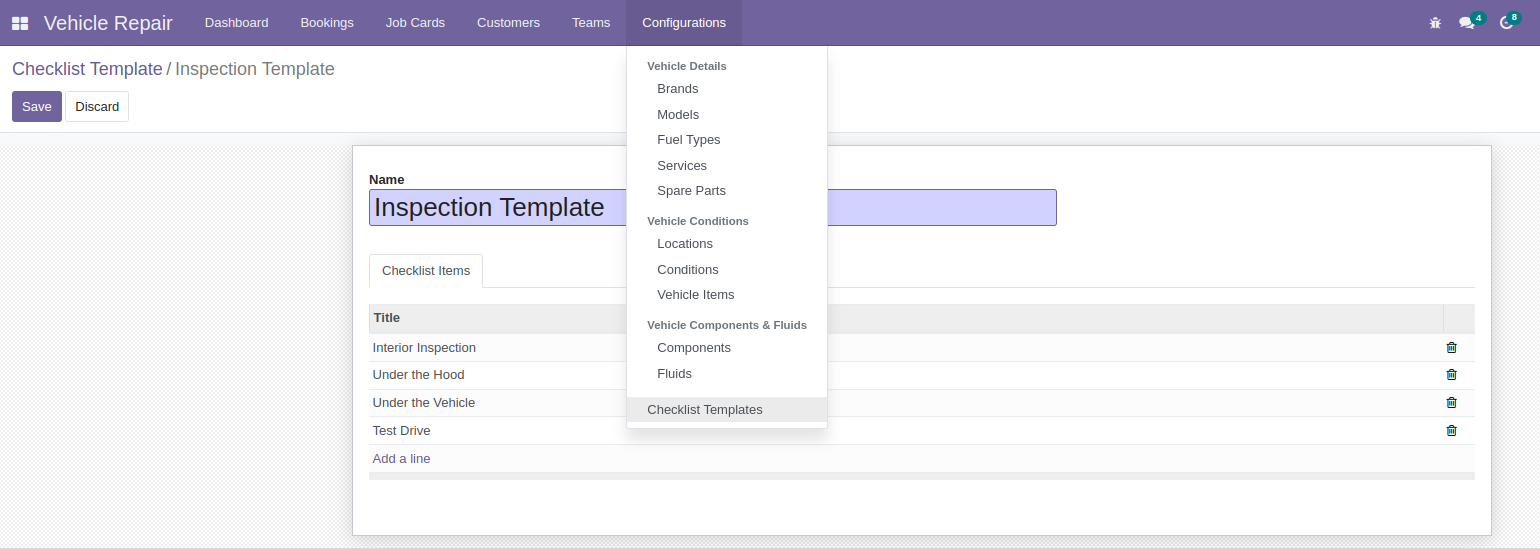 Vehicle Repair Dashboard Bookings Job Cards Customers Teams Configurations 4 8
Checklist Template / Inspection Template
Save Discard
Vehicle Details
Brands
Models
Fuel Types
Services
Spare Parts
Vehicle Conditions
Locations
Conditions
Vehicle Items
Vehicle Components & Fluids
Components
Fluids
Checklist Templates
Name
Inspection Template
Checklist Items
Title
Interior Inspection
Under the Hood
Under the Vehicle
Test Drive
Add a line